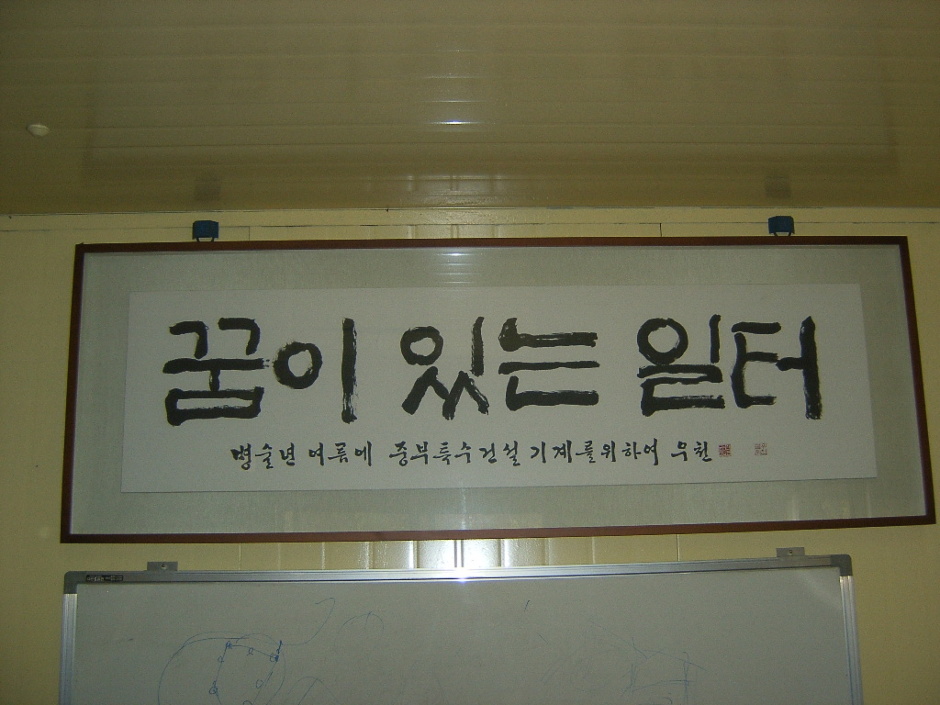 꿈이 있는 일터
병술년 여름에 중부특수건설기계를위하여 우천